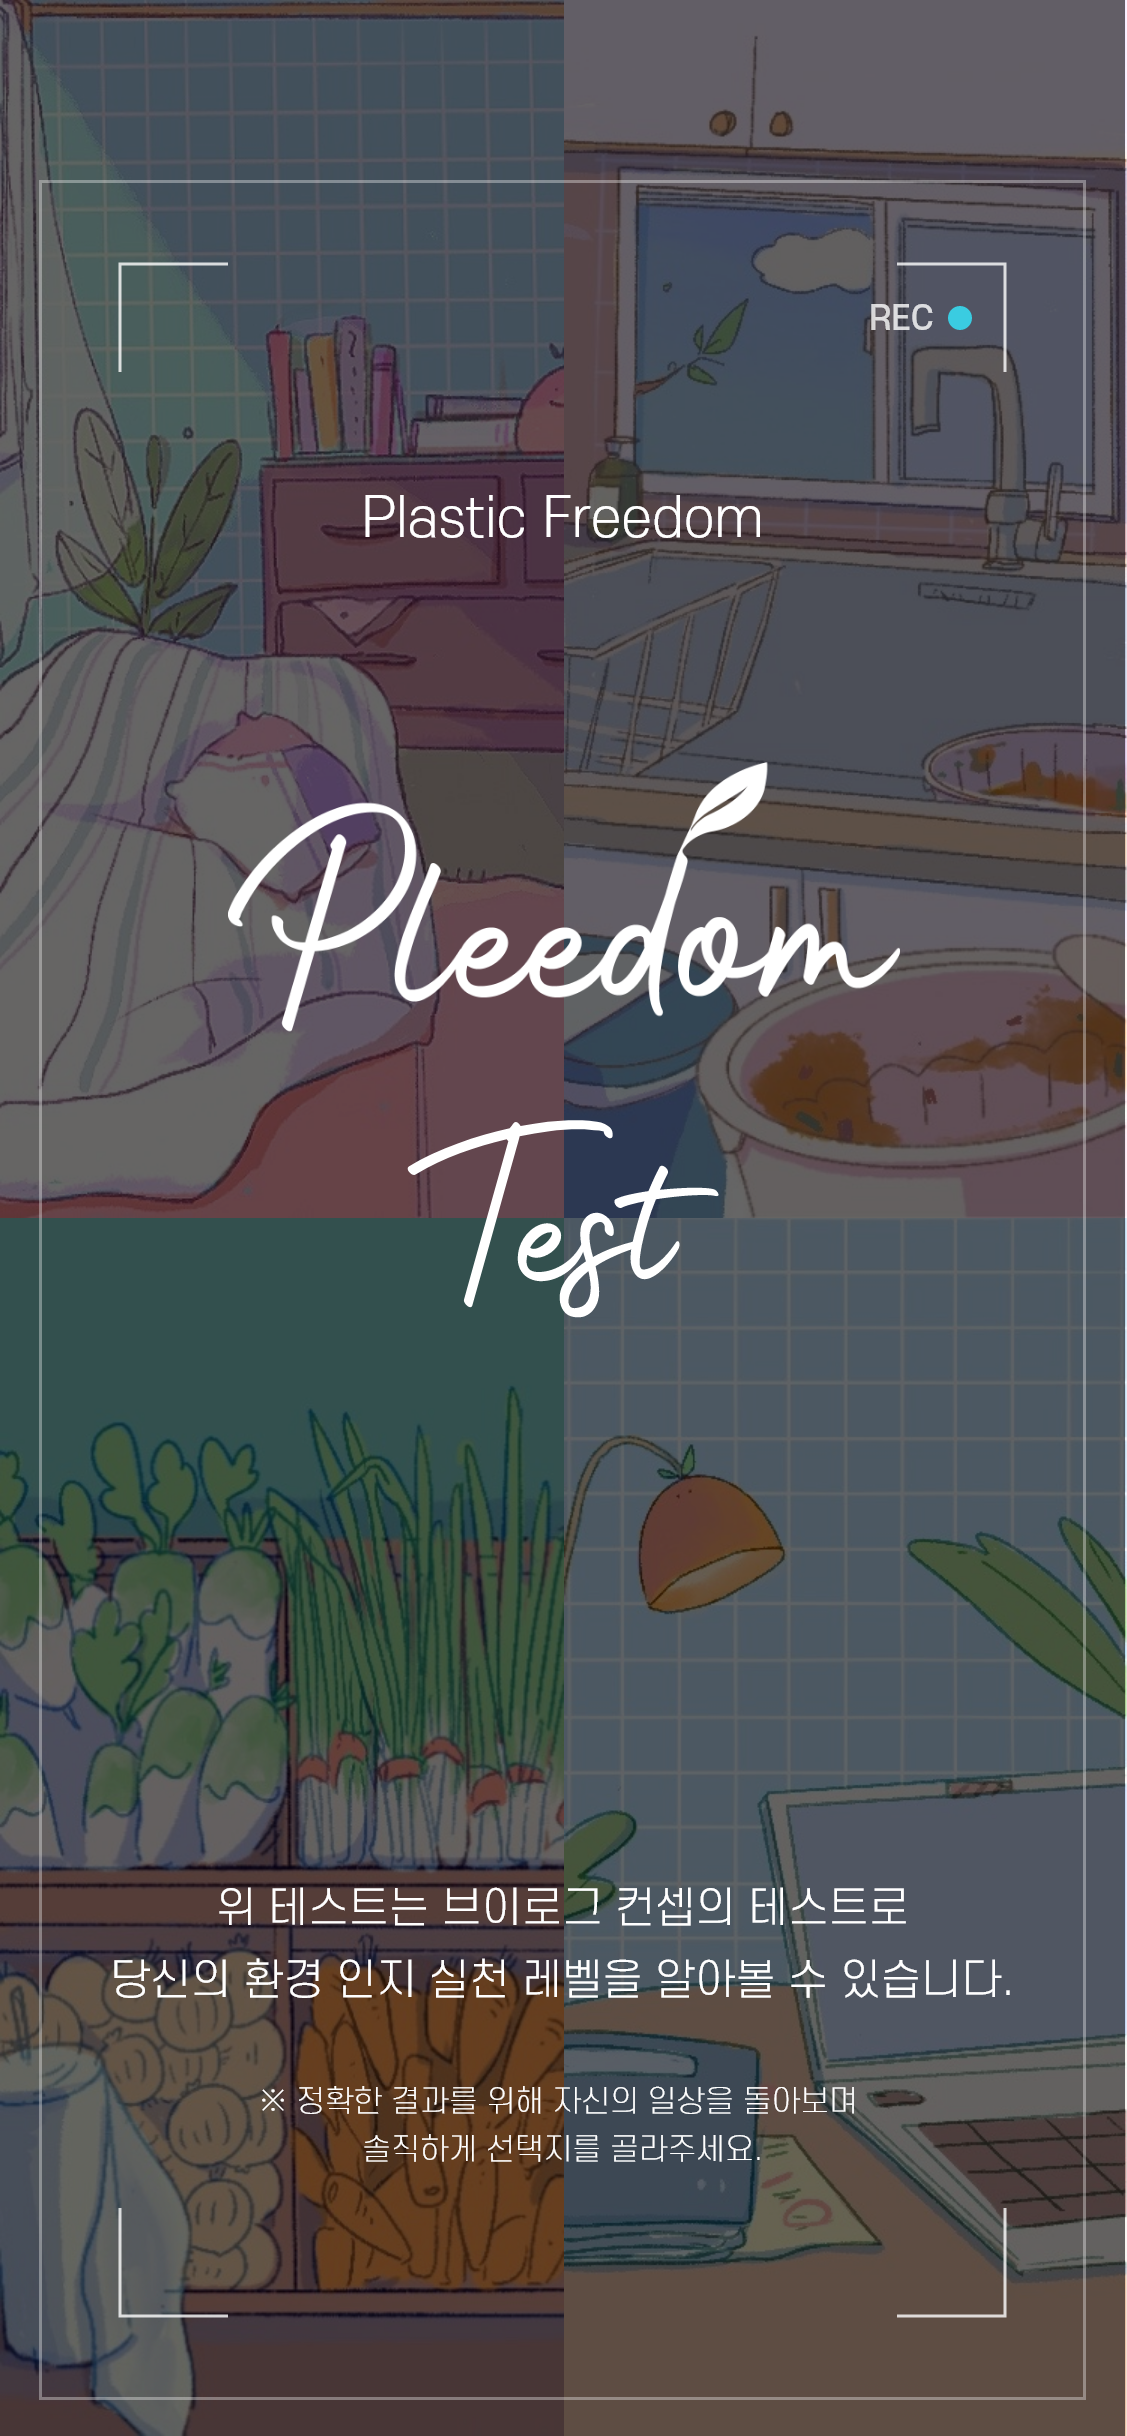 REC
Plastic Freedom
Pleedom
Test
위 테스트는 브이로그 컨셉의 테스트로
당신의 환경 인지 실천 레벨을 알아볼 수 있습니다.
※ 정확한 결과를 위해 자신의 일상을 돌아보며
솔직하게 선택지를 골라주세요.